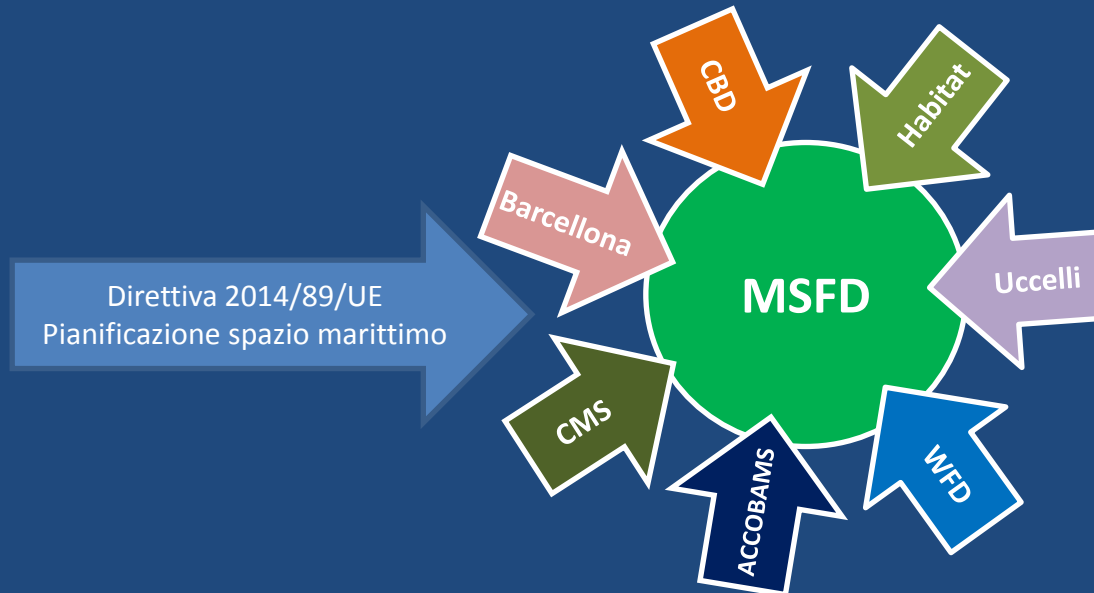 CBD
Habitat
Barcellona
Uccelli
MSFD
Direttiva 2014/89/UE
Pianificazione spazio marittimo
CMS
WFD
ACCOBAMS